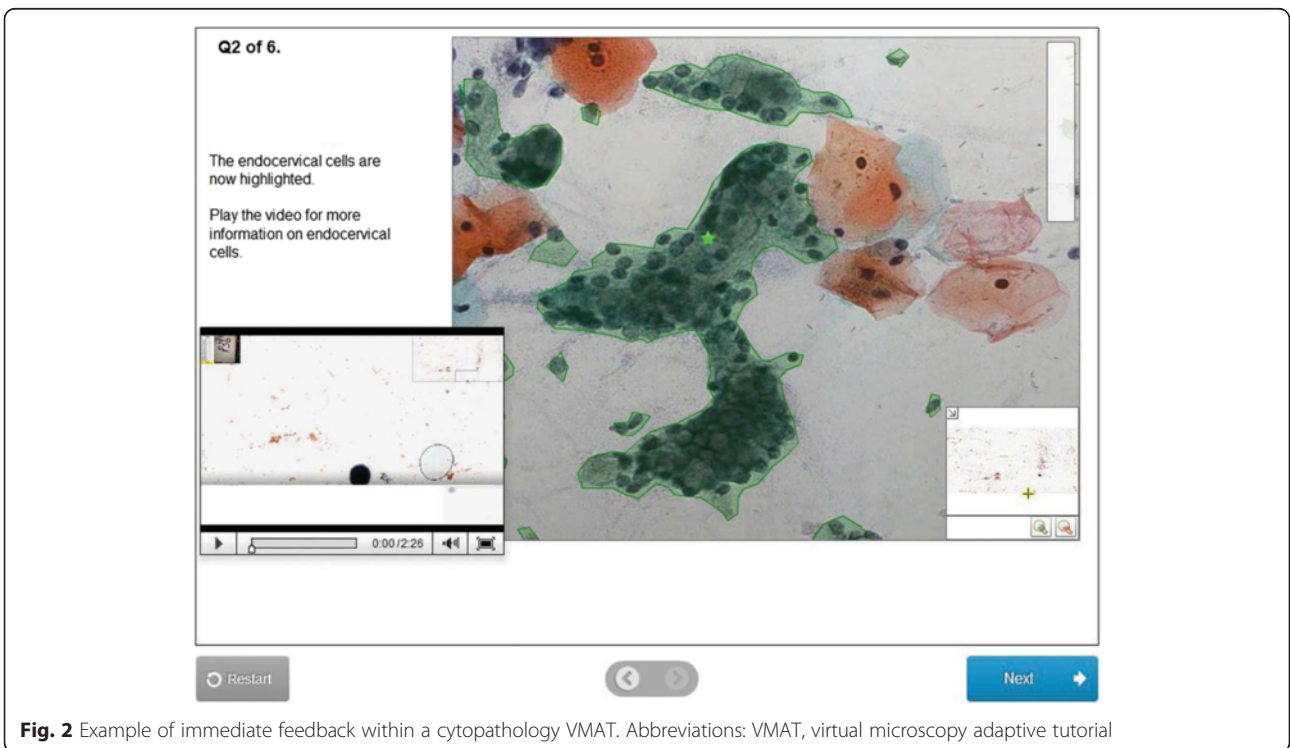 Q2 of 6.
The endocervical cells are
now highlighted.
Play the video for more
information on endocervical
cells.
0:00/2:26
Restart
Next
Fig. 2 Example of immediate feedback within a cytopathology VMAT. Abbreviations: VMAT, virtual microscopy adaptive tutorial